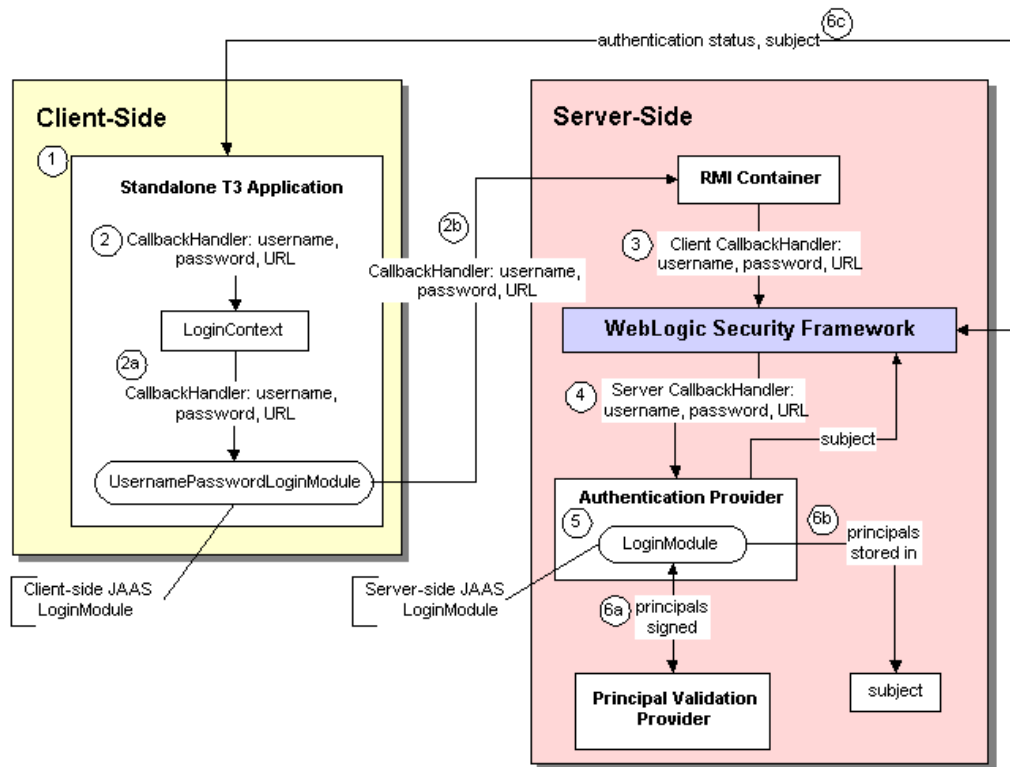 6c
authentication status, subject
Client-Side
1
Standalone T3 Application
2
CallbackHandler: username,
password, URL
LoginContext
2a
CallbackHandler: username,
password, URL
UsernamePasswordLoginModule
Client-side JAAS
LoginModule
2b
CallbackHandler: username,
password, URL
Server-Side
RMI Container
3
Client CallbackHandler:
username, password, URL
WebLogic Security Framework
4
Server CallbackHandler:
username, password, URL
subject
Authentication Provider
5
LoginModule
6b
principals
stored in
Server-side JAAS
LoginModule
6a
principals
signed
Principal Validation
Provider
subject